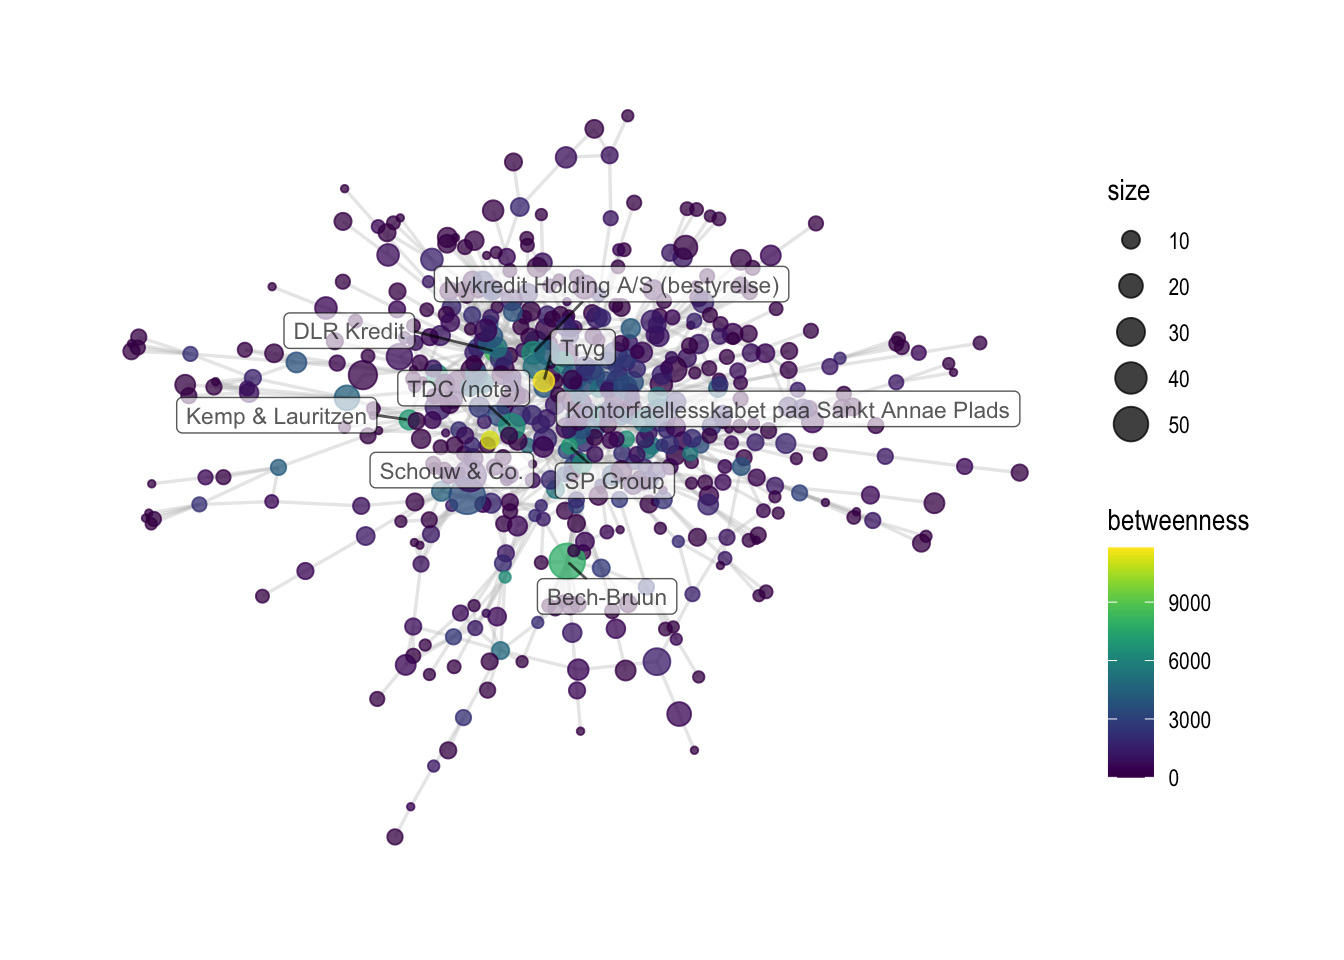 Nykredit Holding A/S (bestyrelse)
DLR Kredit
Tryg
TDC (note)
Kemp & Lauritzen
Kontorfaellesskabet paa Sankt Annae Plads
Schouw & Co.
SP Group
Bech-Bruun
size
10
20
30
40
50
betweenness
9000
6000
3000
0